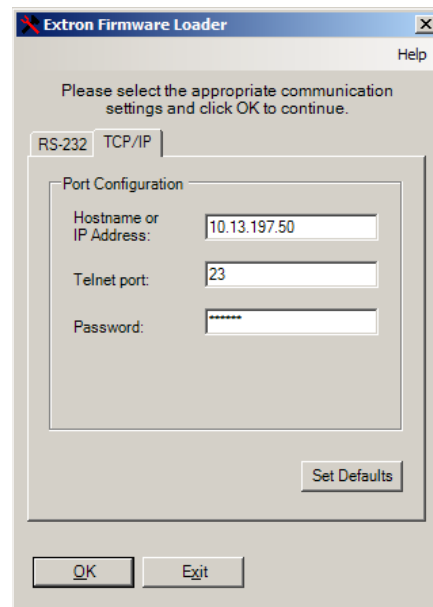 Extron Firmware Loader
Help
Please select the appropriate communication
settings and click OK to continue.
RS-232 TCP/IP
Port Configuration
Hostname or
IP Address:
10.13.197.50
Telnet port:
23
Password:
******
Set Defaults
OK Exit